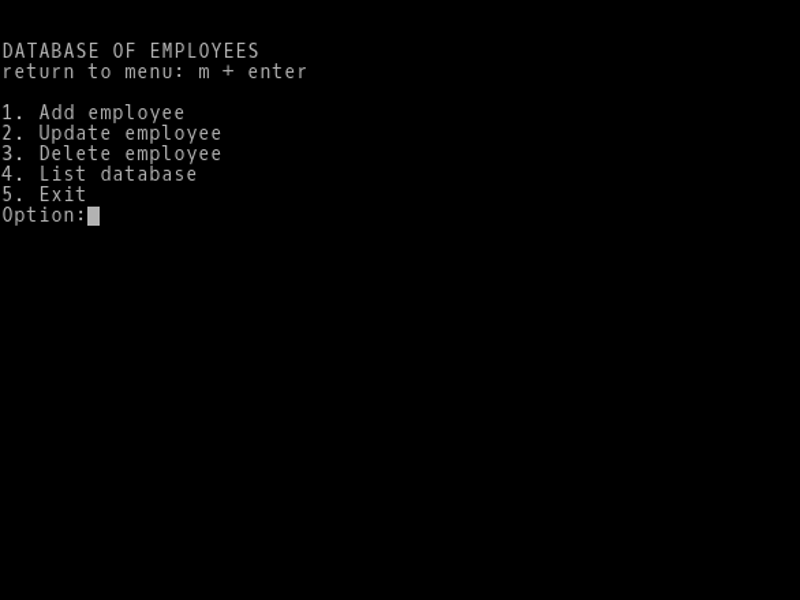 DATABASE OF EMPLOYEES
return to menu: m + enter
1. Add employee
2. Update employee
3. Delete employee
4. List database
5. Exit
Option: